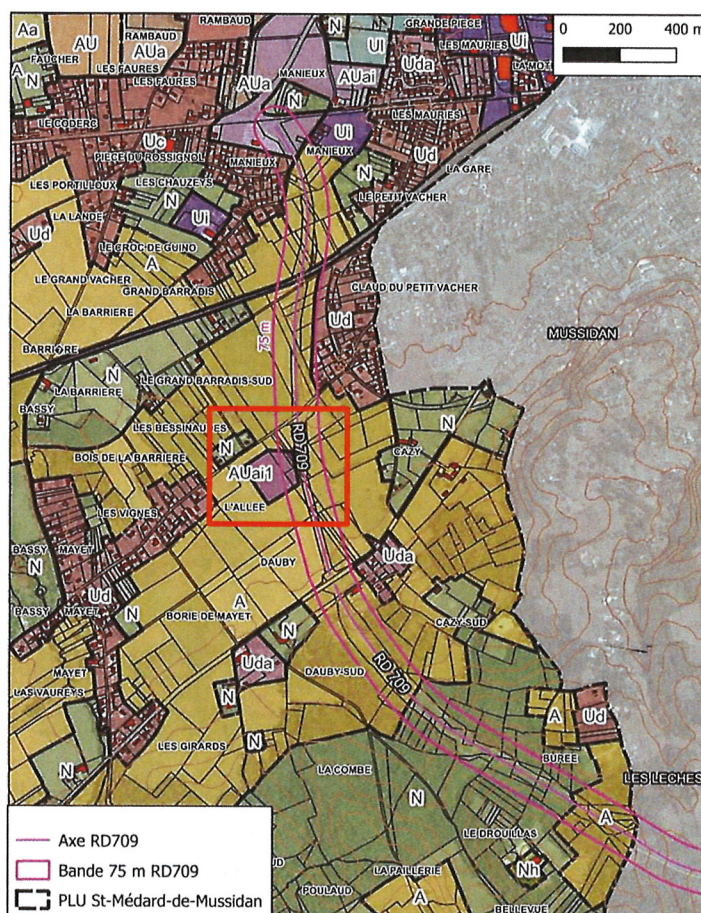 Aa
AU
RAMBAUD
RAMBAUD
AUa
FAUCHER
A
N
LES FAURES
LES FAURES
LE CODERC
Uc
PIECE DU ROSSIGNOL
MANIEUX
AUa
MANIEUX
N
UI
AUai
Uda
GRANDE PIECE
LES MAURIES
Ui
LA MOT
0 200 400 m
LES MAURIES
Ui
MANIEUX
Ud
LA GARE
N
LE PETIT VACHER
LES PORTILLOUX
LES CHAUZEYS
N
LA LANDE
Ud
Ui
LE CROC DE GUINO
A
LE GRAND VACHER
GRAND BARRADIS
LA BARRIERE
CLAUD DU PETIT VACHER
Ud
75 m
MUSSIDAN
N
LA BARRIERE
BASSY
LE GRAND BARRADIS-SUD
LES BESSINAUDES
N
BOIS DE LA BARRIERE
AUai1
RD709
L'ALLEE
N
CAZY
LES VIGNES
BASSY
MAYET
N
Ud
BASSY
MAYET
N
DAUBY
Uda
A
BORIE DE MAYET
CAZY-SUD
N
Uda
DAUBY-SUD
RD 709
MAYET
LAS VAUREYS
N
N
LES GIRARDS
N
A
Ud
BUREE
LA COMBE
N
LES LECHES
A
LE DROUILLAS
LA PAILLERIE
Nh
POULAUD
A
BELLEVUE
Axe RD709
Bande 75 m RD709
PLU St-Médard-de-Mussidan